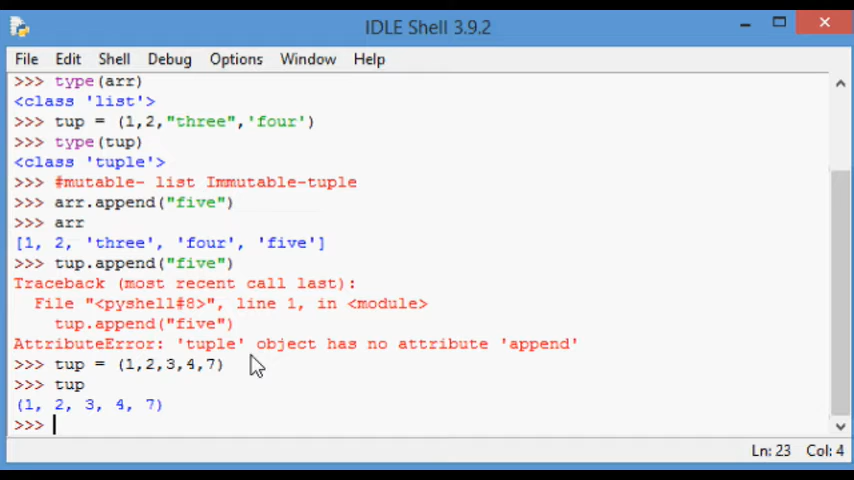 IDLE Shell 3.9.2
File Edit Shell Debug Options Window Help
>>> type(arr)
<class 'list'>
>>> tup = (1,2,"three",'four')
>>> type(tup)
<class 'tuple'>
>>> #mutable- list Immutable-tuple
>>> arr.append("five")
>>> arr
[1, 2, 'three', 'four', 'five']
>>> tup.append("five")
Traceback (most recent call last):
  File "<pyshell#8>", line 1, in <module>
    tup.append("five")
AttributeError: 'tuple' object has no attribute 'append'
>>> tup = (1,2,3,4,7)
>>> tup
(1, 2, 3, 4, 7)
>>>
Ln: 23 Col: 4